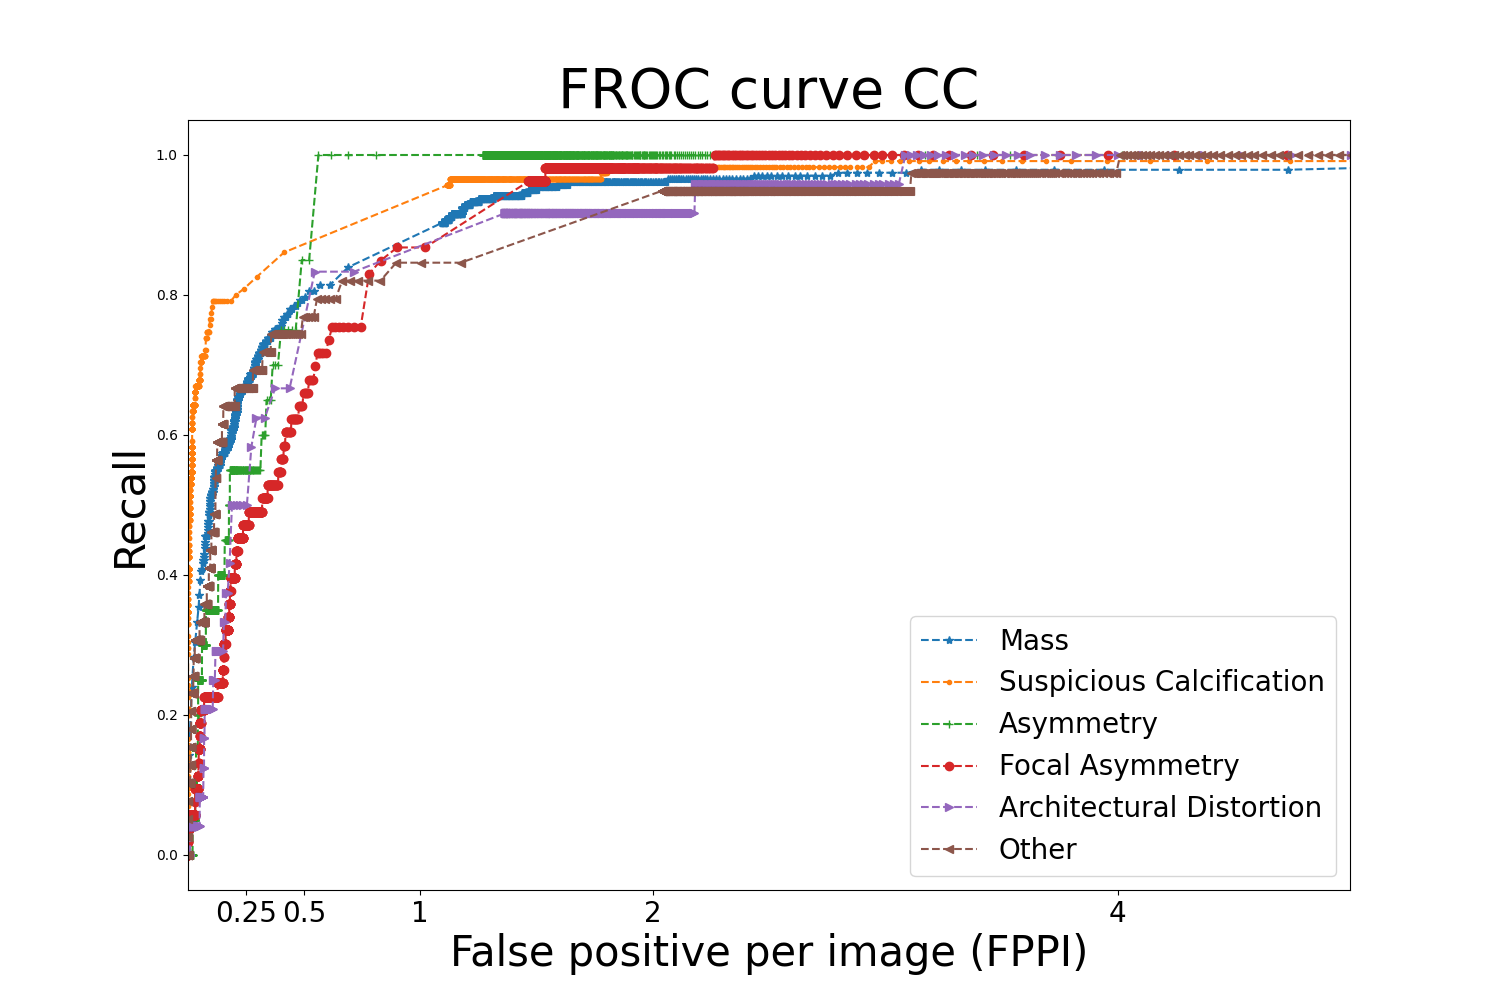 FROC curve CC
Recall
1.0
0.8
0.6
0.4
0.2
0.0
Mass
Suspicious Calcification
Asymmetry
Focal Asymmetry
Architectural Distortion
Other
0.25 0.5 1 2 4
False positive per image (FPPI)